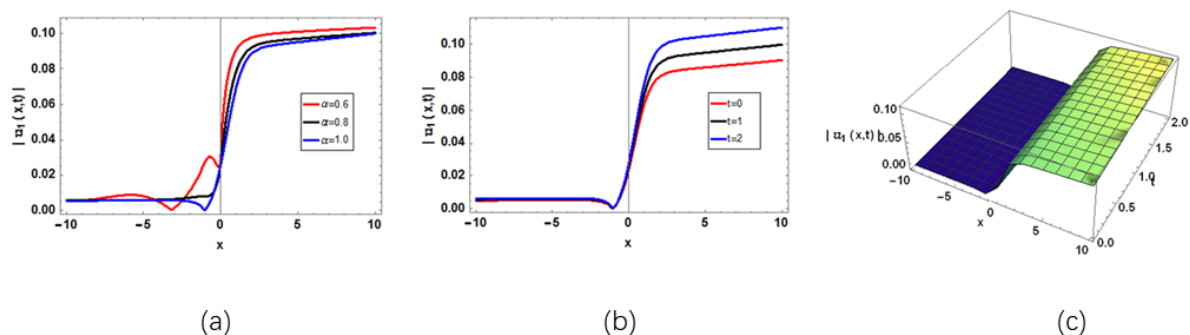 | u₁ (x,t) |
0.10
0.08
0.06
0.04
0.02
0.00
α=0.6
α=0.8
α=1.0
-10 -5 0 5 10
x
(a)
| u₁ (x,t) |
0.10
0.08
0.06
0.04
0.02
0.00
t=0
t=1
t=2
-10 -5 0 5 10
x
(b)
0.10
| u₁ (x,t) |
0.05
0.00
-10
-5
0
5
10
x
0.0
0.5
1.0
1.5
2.0
t
(c)